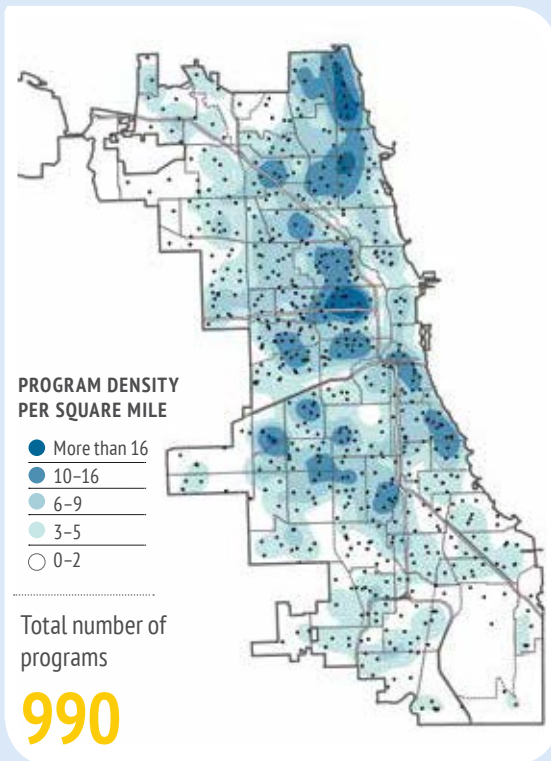 PROGRAM DENSITY
PER SQUARE MILE
More than 16
10–16
6–9
3–5
0–2
Total number of
programs
990